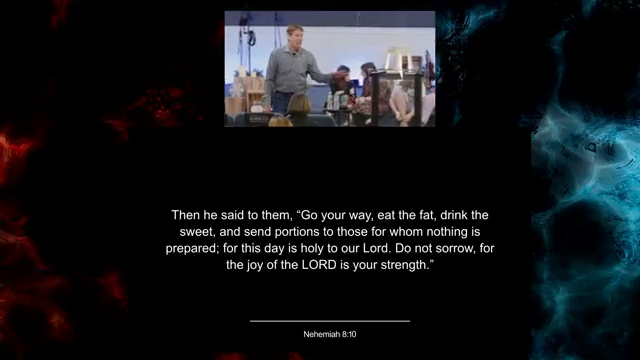 Then he said to them, “Go your way, eat the fat, drink the
sweet, and send portions to those for whom nothing is
prepared; for this day is holy to our Lord. Do not sorrow, for
the joy of the LORD is your strength.”
Nehemiah 8:10